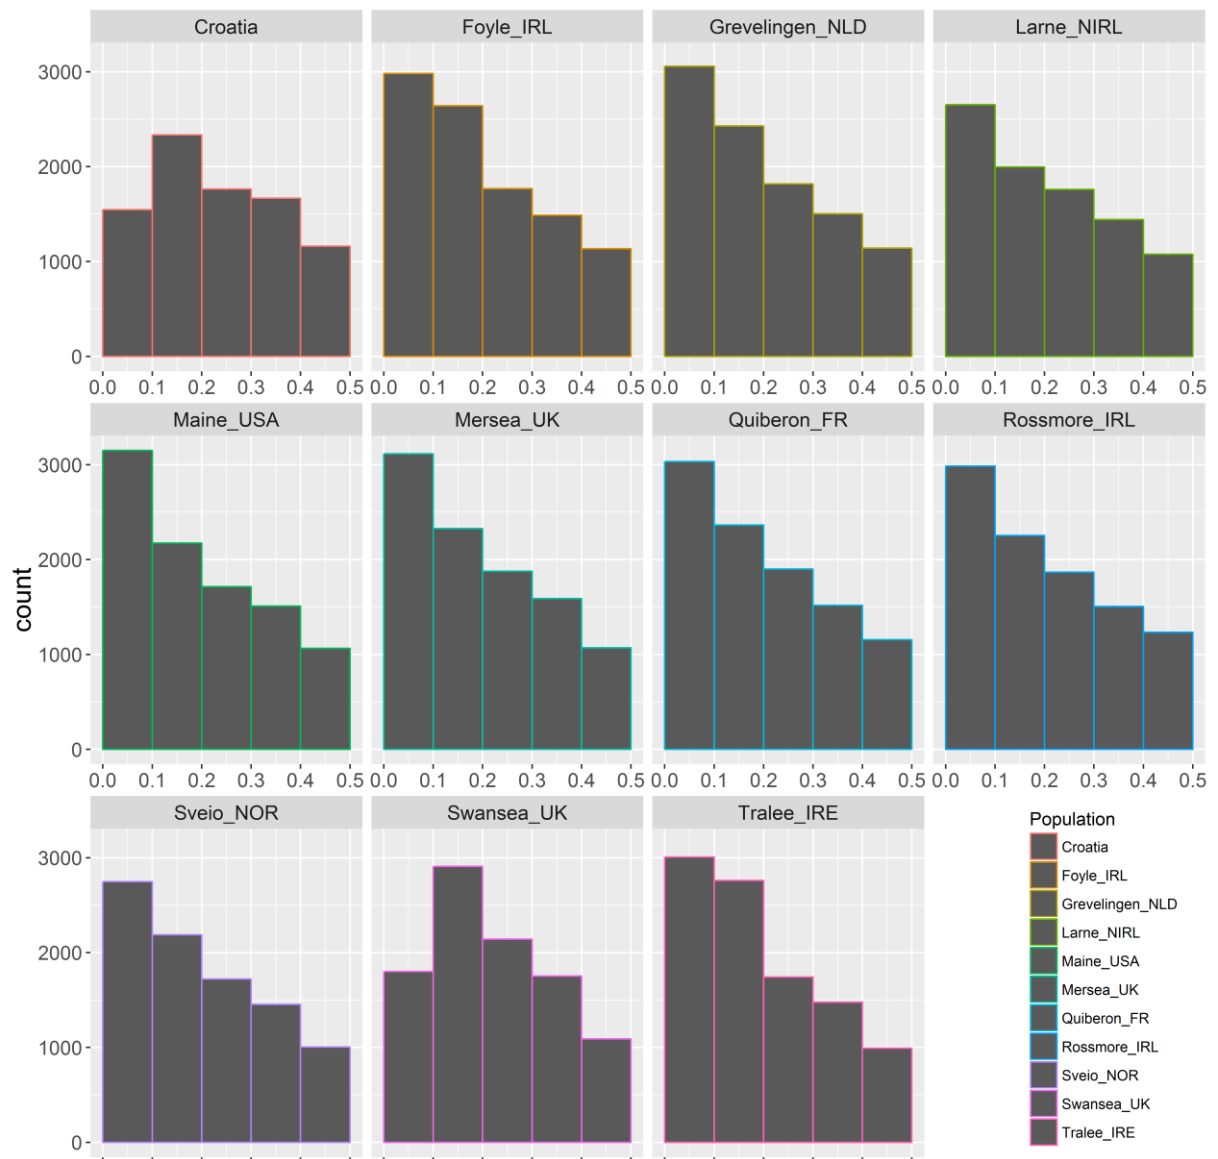 Croatia Foyle_IRL Grevelingen_NLD Larne_NIRL
3000
2000
1000
0
0.0 0.1 0.2 0.3 0.4 0.5 0.0 0.1 0.2 0.3 0.4 0.5 0.0 0.1 0.2 0.3 0.4 0.5 0.0 0.1 0.2 0.3 0.4 0.5
Maine_USA Mersea_UK Quiberon_FR Rossmore_IRL
3000
2000
1000
0
count
0.0 0.1 0.2 0.3 0.4 0.5 0.0 0.1 0.2 0.3 0.4 0.5 0.0 0.1 0.2 0.3 0.4 0.5 0.0 0.1 0.2 0.3 0.4 0.5
Sveio_NOR Swansea_UK Tralee_IRE
3000
2000
1000
0
Population
Croatia
Foyle_IRL
Grevelingen_NLD
Larne_NIRL
Maine_USA
Mersea_UK
Quiberon_FR
Rossmore_IRL
Sveio_NOR
Swansea_UK
Tralee_IRE